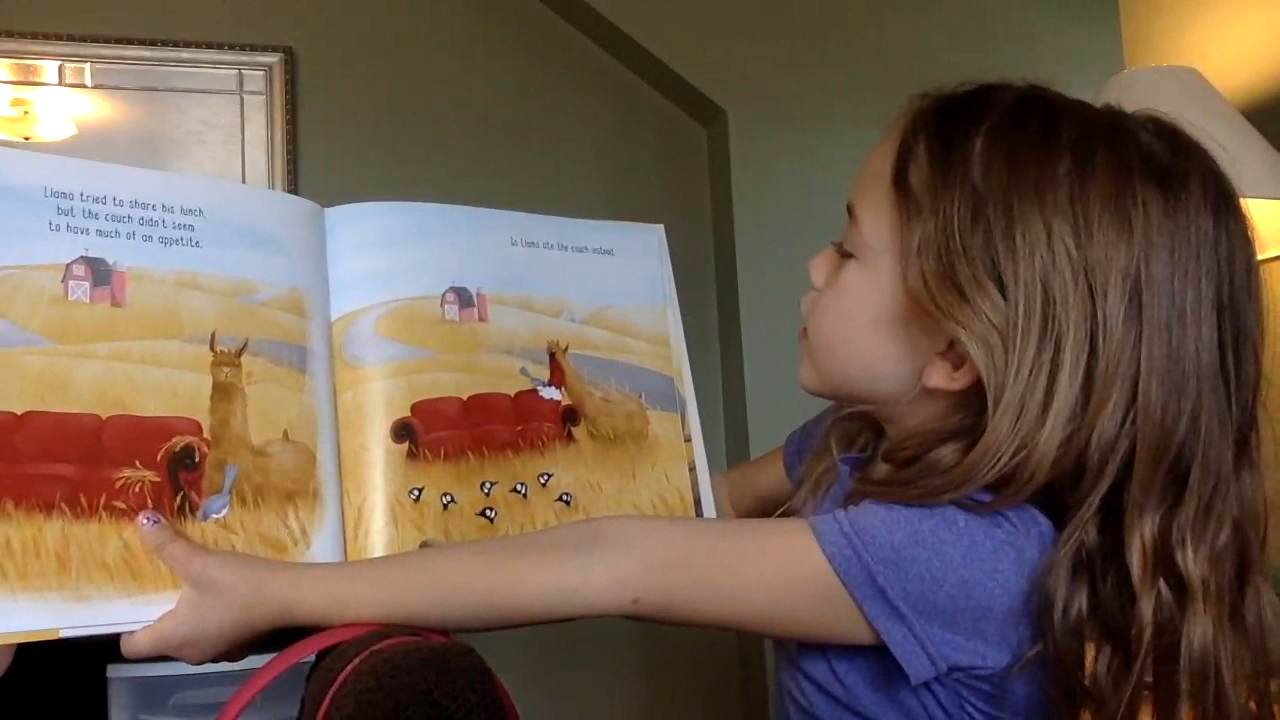 Llama tried to share his lunch,
but the couch didn't seem
to have much of an appetite.
So Llama ate the couch instead.